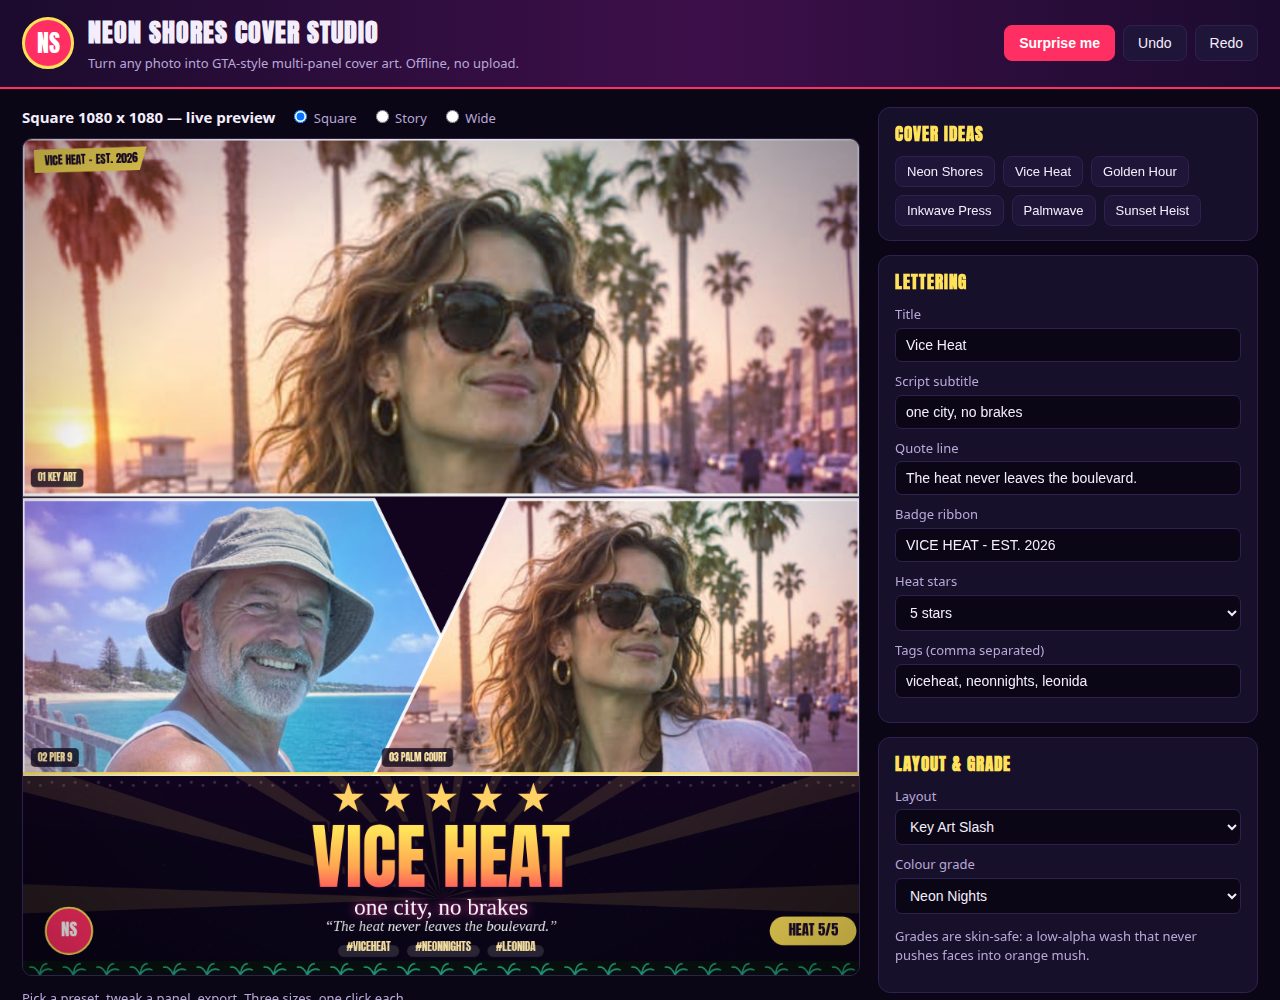 NS
NEON SHORES COVER STUDIO
Turn any photo into GTA-style multi-panel cover art. Offline, no upload.
Surprise me
Undo
Redo
Square 1080 x 1080 — live preview
Square
Story
Wide
VICE HEAT - EST. 2026
01 KEY ART
02 PIER 9
03 PALM COURT
VICE HEAT
one city, no brakes
“The heat never leaves the boulevard.”
#VICEHEAT
#NEONNIGHTS
#LEONIDA
NS
HEAT 5/5
Pick a preset, tweak a panel, export. Three sizes, one click each.
COVER IDEAS
Neon Shores
Vice Heat
Golden Hour
Inkwave Press
Palmwave
Sunset Heist
LETTERING
Title
Vice Heat
Script subtitle
one city, no brakes
Quote line
The heat never leaves the boulevard.
Badge ribbon
VICE HEAT - EST. 2026
Heat stars
5 stars
Tags (comma separated)
viceheat, neonnights, leonida
LAYOUT & GRADE
Layout
Key Art Slash
Colour grade
Neon Nights
Grades are skin-safe: a low-alpha wash that never
pushes faces into orange mush.